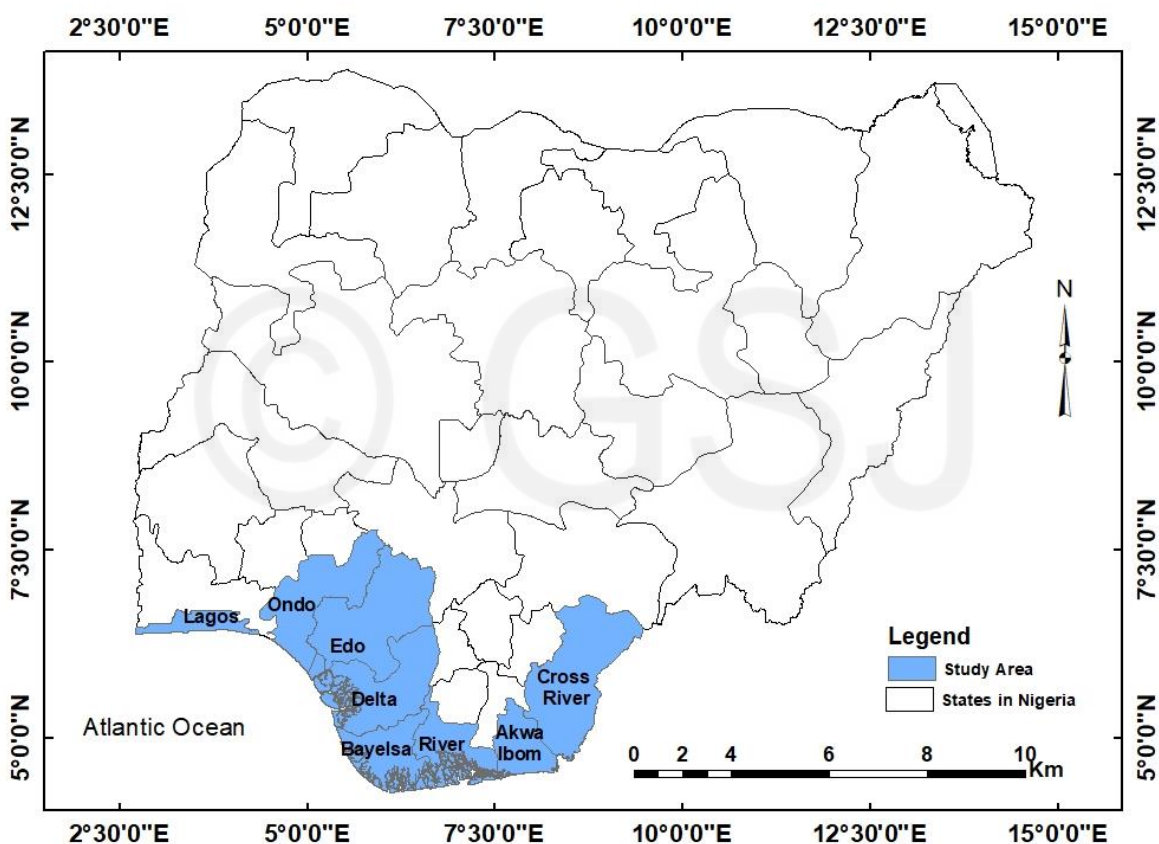 2°30'0"E 5°0'0"E 7°30'0"E 10°0'0"E 12°30'0"E 15°0'0"E
12°30'0"N
12°30'0"N
N
© GSJ
10°0'0"N
10°0'0"N
7°30'0"N
7°30'0"N
Ondo
Lagos
Edo
Legend
Study Area
States in Nigeria
Cross
River
Delta
Atlantic Ocean
Bayelsa
River
Akwa
Ibom
5°0'0"N
5°0'0"N
0 2 4 6 8 10
Km
2°30'0"E 5°0'0"E 7°30'0"E 10°0'0"E 12°30'0"E 15°0'0"E